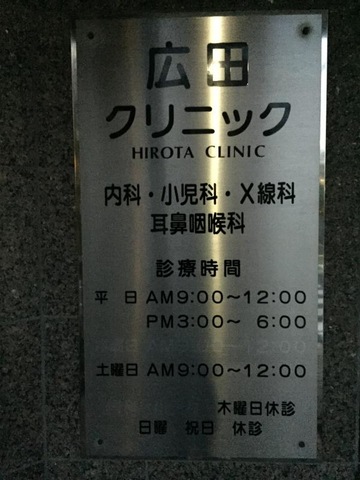 広田
クリニック
HIROTA CLINIC
内科・小児科・X線科
耳鼻咽喉科
診療時間
平 日 AM9:00〜12:00
PM3:00〜 6:00
土曜日 AM9:00〜12:00
木曜日休診
日曜 祝日 休診